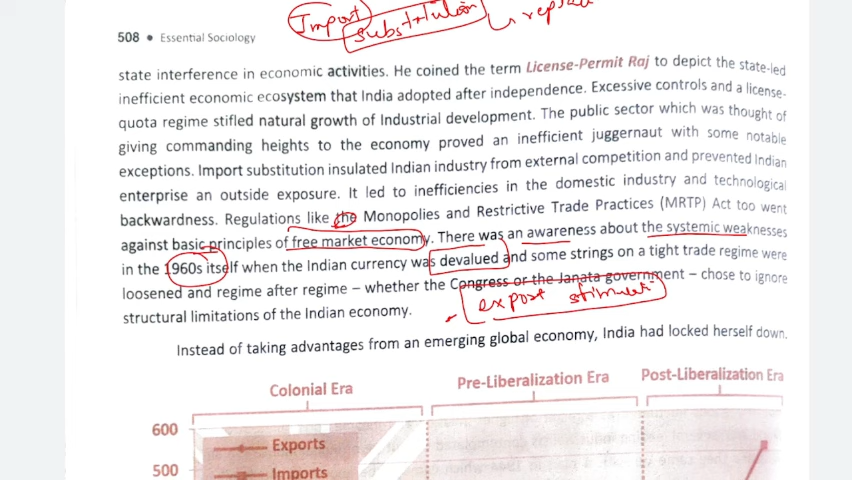 Import
substitution
508 • Essential Sociology
state interference in economic activities. He coined the term License-Permit Raj to depict the state-led
inefficient economic ecosystem that India adopted after independence. Excessive controls and a license-
quota regime stifled natural growth of Industrial development. The public sector which was thought of
giving commanding heights to the economy proved an inefficient juggernaut with some notable
exceptions. Import substitution insulated Indian industry from external competition and prevented Indian
enterprise an outside exposure. It led to inefficiencies in the domestic industry and technological
backwardness. Regulations like the Monopolies and Restrictive Trade Practices (MRTP) Act too went
against basic principles of free market economy. There was an awareness about the systemic weaknesses
in the 1960s itself when the Indian currency was devalued and some strings on a tight trade regime were
loosened and regime after regime – whether the Congress or the Janata government – chose to ignore
structural limitations of the Indian economy.
expost
Instead of taking advantages from an emerging global economy, India had locked herself down.
Colonial Era Pre-Liberalization Era Post-Liberalization Era
600
Exports
500
Imports